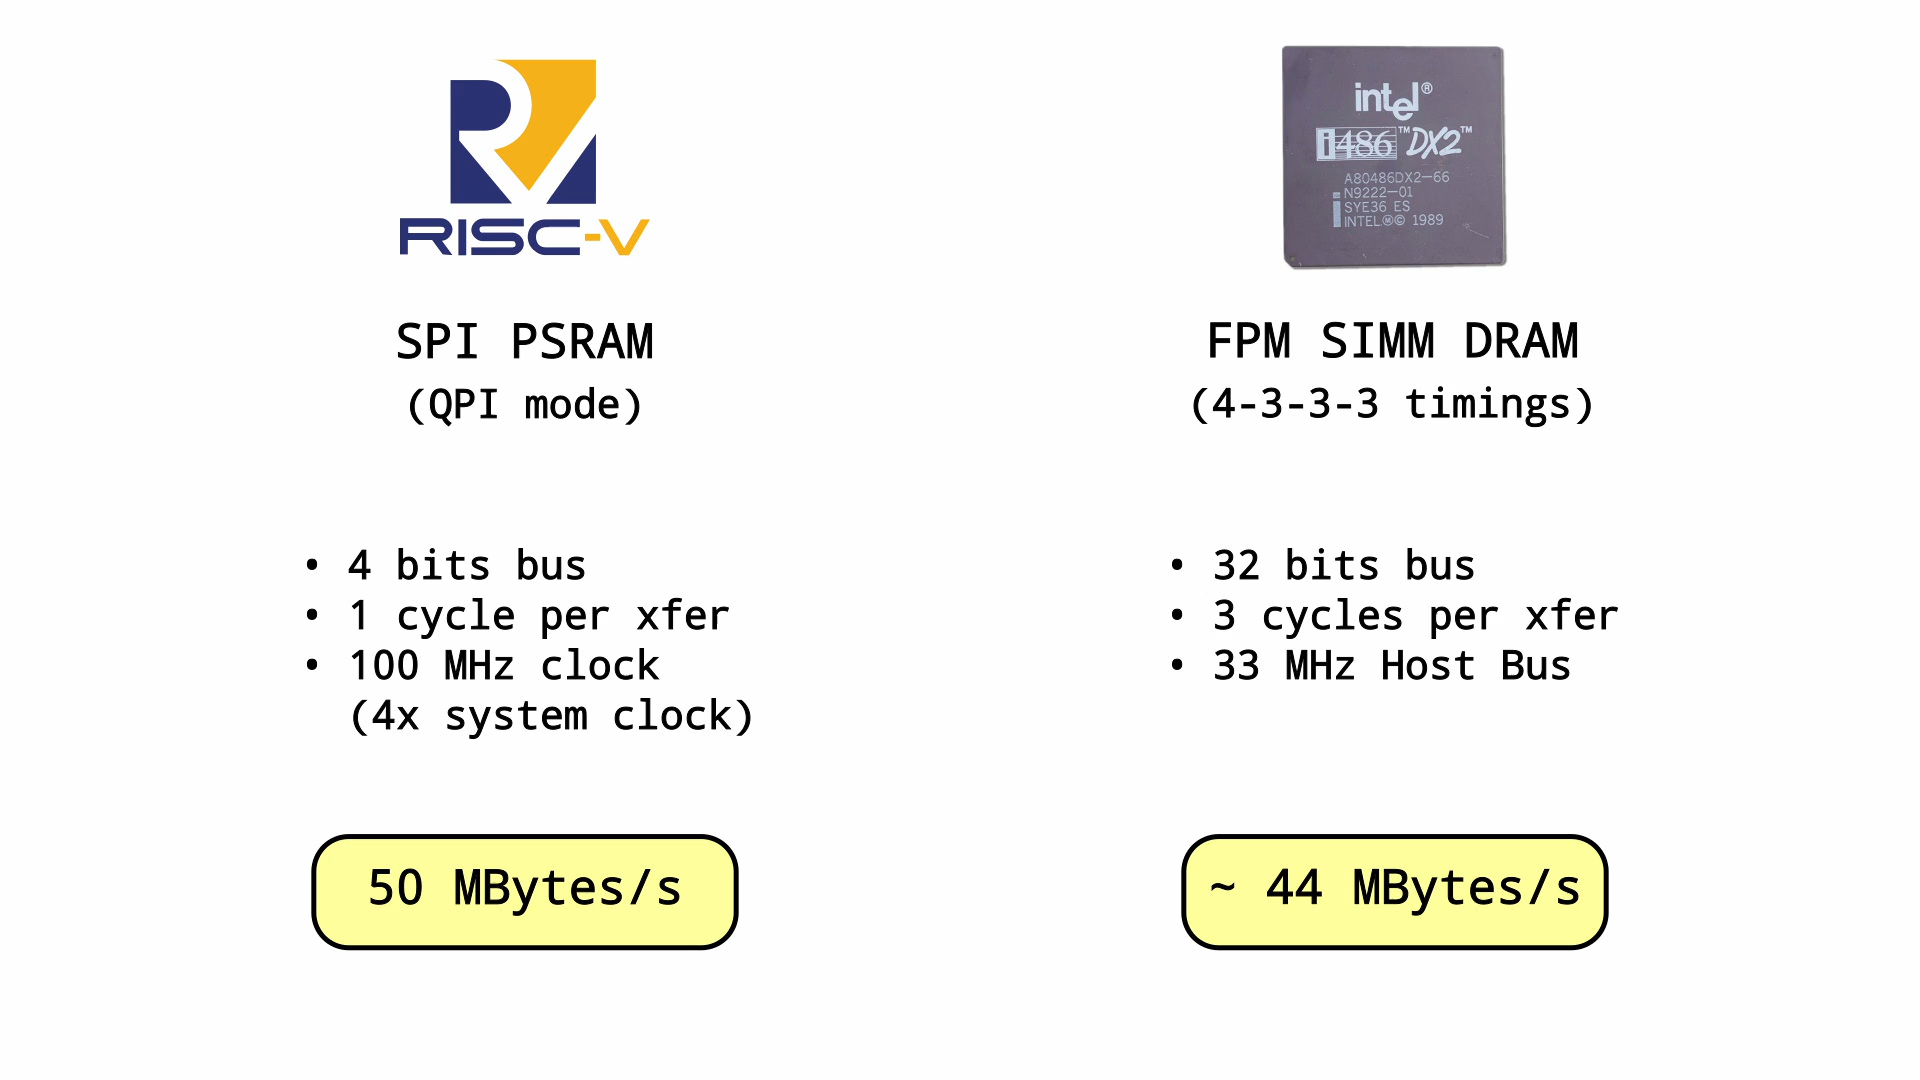 RISC-V
SPI PSRAM
(QPI mode)
• 4 bits bus
• 1 cycle per xfer
• 100 MHz clock
(4x system clock)
50 MBytes/s
intel®
i486™ DX2™
A80486DX2-66
N9222-01
SYE36 ES
INTEL Ⓜ© 1989
FPM SIMM DRAM
(4-3-3-3 timings)
• 32 bits bus
• 3 cycles per xfer
• 33 MHz Host Bus
~ 44 MBytes/s